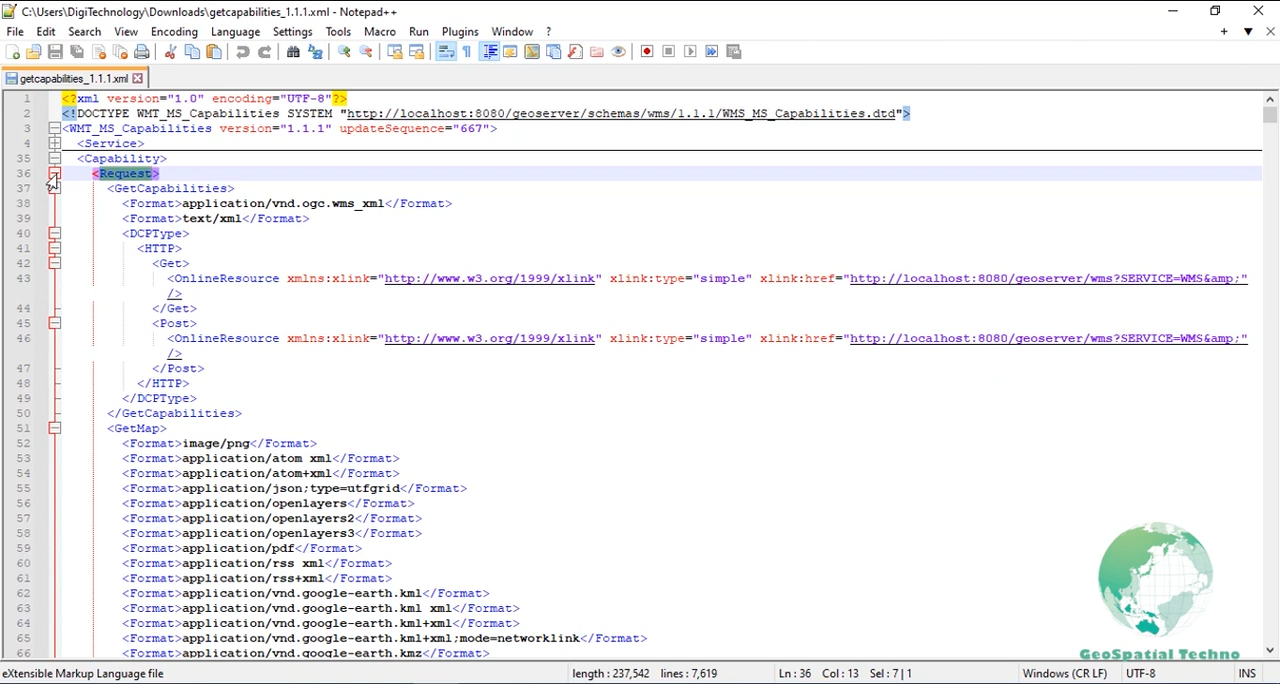 C:\Users\DigiTechnology\Downloads\getcapabilities_1.1.1.xml - Notepad++
File Edit Search View Encoding Language Settings Tools Macro Run Plugins Window ?
getcapabilities_1.1.1.xml
1 <?xml version="1.0" encoding="UTF-8"?>
2 <!DOCTYPE WMT_MS_Capabilities SYSTEM "http://localhost:8080/geoserver/schemas/wms/1.1.1/WMS_MS_Capabilities.dtd">
3 <WMT_MS_Capabilities version="1.1.1" updateSequence="667">
4 <Service>
35 <Capability>
36 <Request>
37 <GetCapabilities>
38 <Format>application/vnd.ogc.wms_xml</Format>
39 <Format>text/xml</Format>
40 <DCPType>
41 <HTTP>
42 <Get>
43 <OnlineResource xmlns:xlink="http://www.w3.org/1999/xlink" xlink:type="simple" xlink:href="http://localhost:8080/geoserver/wms?SERVICE=WMS&amp;"
/>
44 </Get>
45 <Post>
46 <OnlineResource xmlns:xlink="http://www.w3.org/1999/xlink" xlink:type="simple" xlink:href="http://localhost:8080/geoserver/wms?SERVICE=WMS&amp;"
/>
47 </Post>
48 </HTTP>
49 </DCPType>
50 </GetCapabilities>
51 <GetMap>
52 <Format>image/png</Format>
53 <Format>application/atom xml</Format>
54 <Format>application/atom+xml</Format>
55 <Format>application/json;type=utfgrid</Format>
56 <Format>application/openlayers</Format>
57 <Format>application/openlayers2</Format>
58 <Format>application/openlayers3</Format>
59 <Format>application/pdf</Format>
60 <Format>application/rss xml</Format>
61 <Format>application/rss+xml</Format>
62 <Format>application/vnd.google-earth.kml</Format>
63 <Format>application/vnd.google-earth.kml xml</Format>
64 <Format>application/vnd.google-earth.kml+xml</Format>
65 <Format>application/vnd.google-earth.kml+xml;mode=networklink</Format>
66 <Format>application/vnd.google-earth.kmz</Format>
GeoSpatial Techno
eXtensible Markup Language file length : 237,542 lines : 7,619 Ln : 36 Col : 13 Sel : 7 | 1 Windows (CR LF) UTF-8 INS